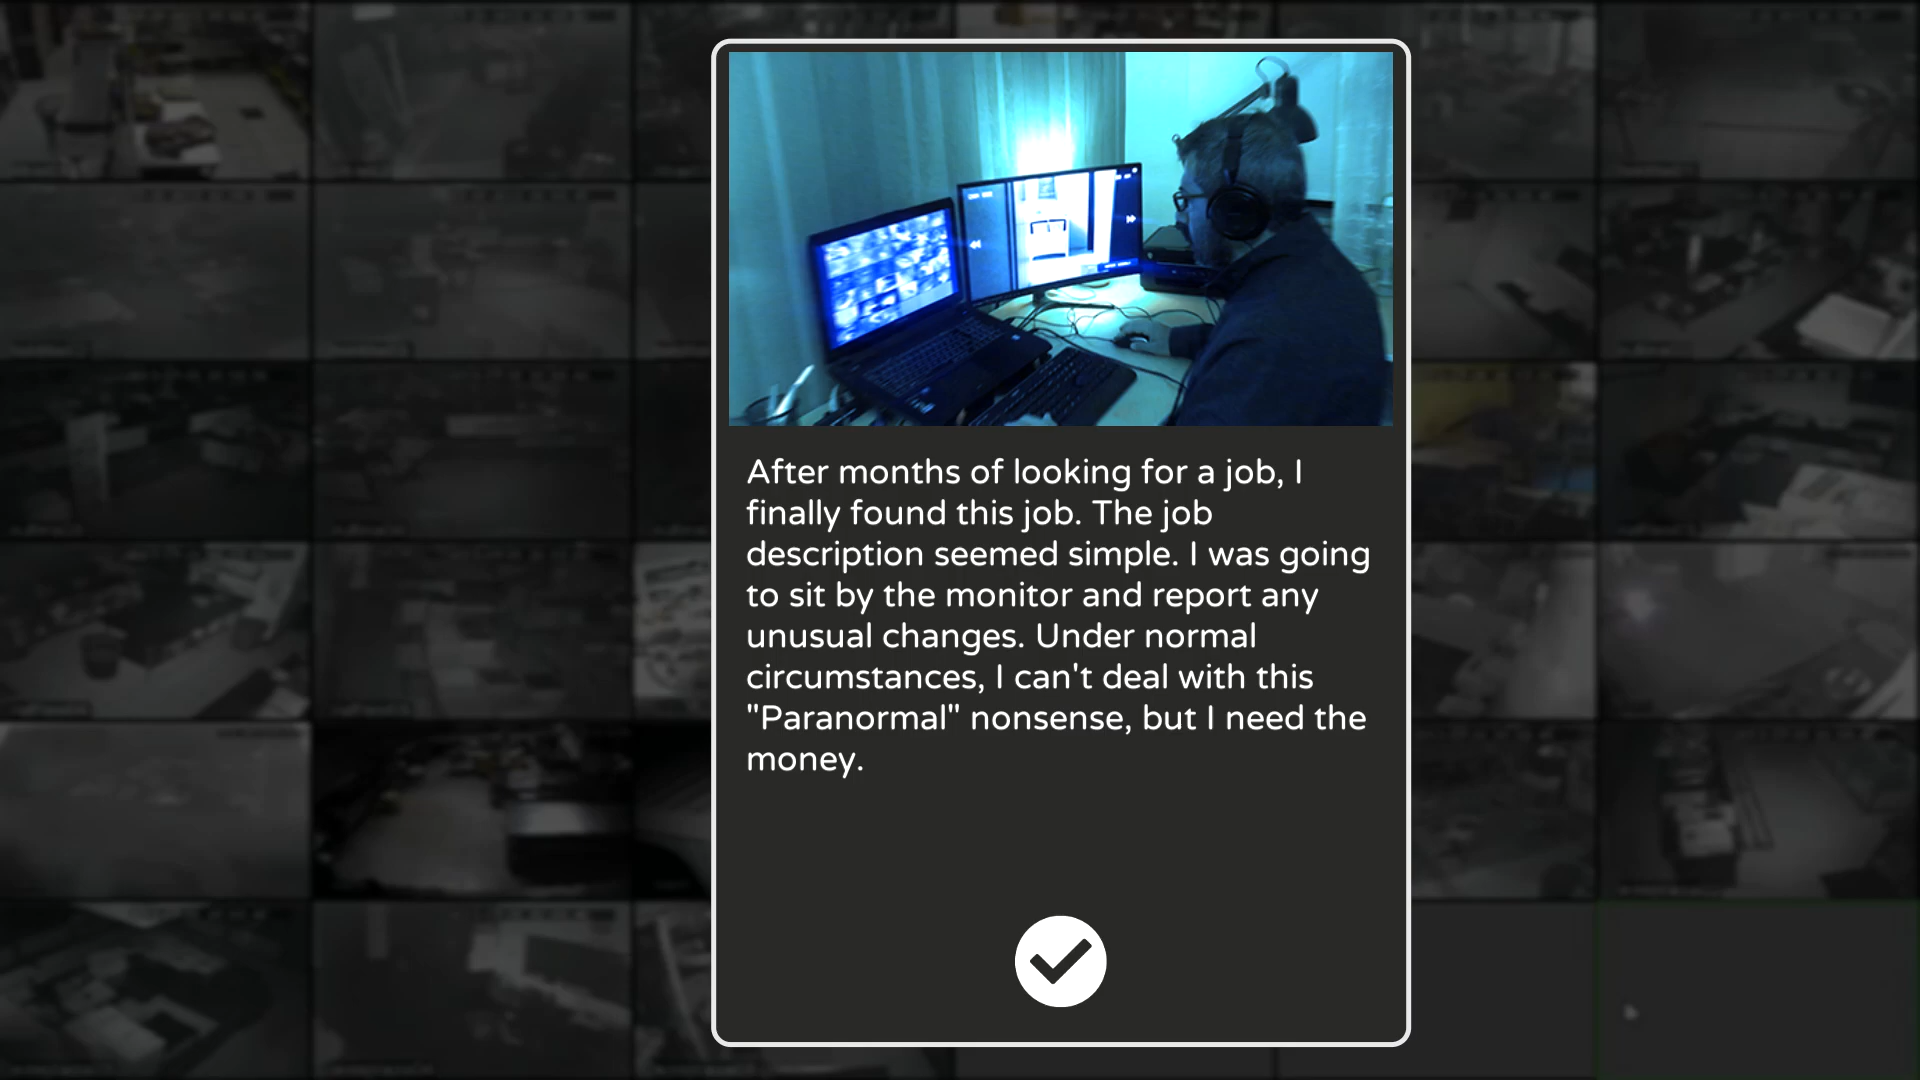 After months of looking for a job, I
finally found this job. The job
description seemed simple. I was going
to sit by the monitor and report any
unusual changes. Under normal
circumstances, I can't deal with this
"Paranormal" nonsense, but I need the
money.